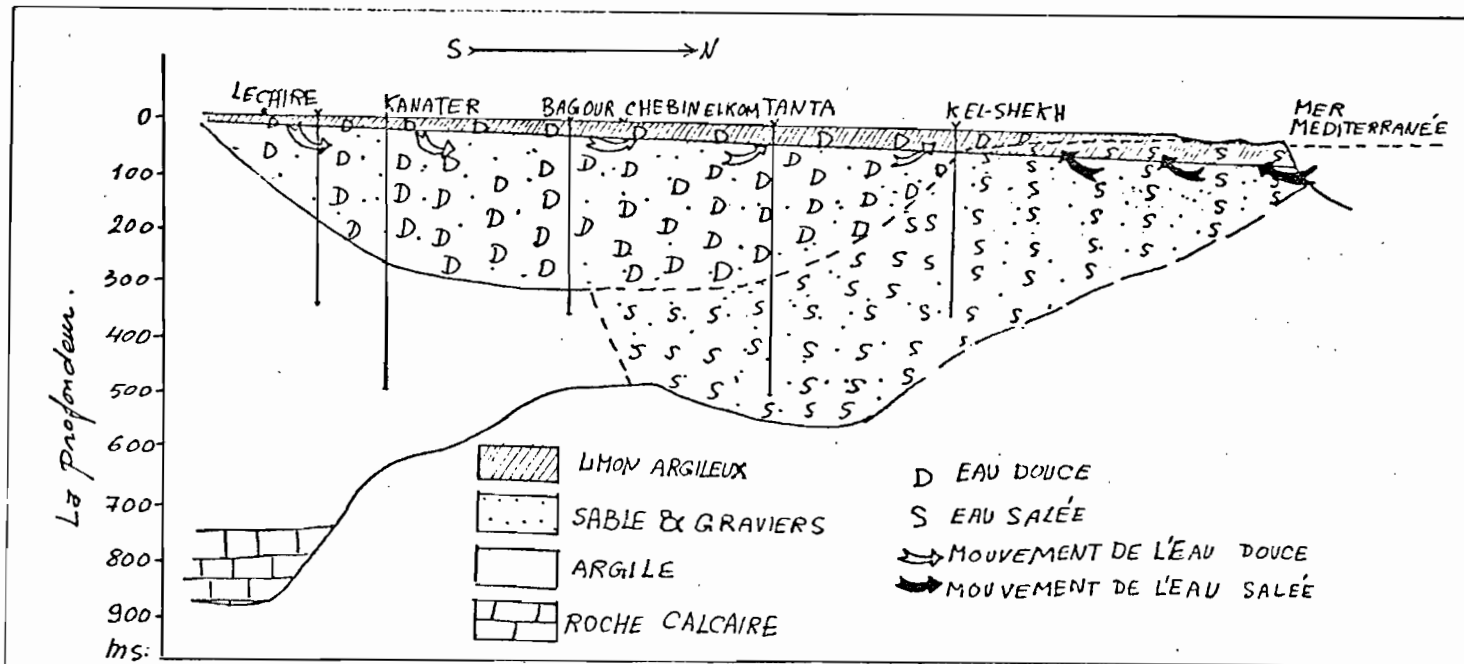 S N
LECAIRE KANATER BAGOUR CHEBINELKOM TANTA KEL-SHEKH MER
MEDITERRANÉE
0
100
200
300
400
500
600
700
800
900
ms:
La profondeur.
LIMON ARGILEUX
SABLE & GRAVIERS
ARGILE
ROCHE CALCAIRE
D EAU DOUCE
S EAU SALÉE
MOUVEMENT DE L'EAU DOUCE
MOUVEMENT DE L'EAU SALÉE